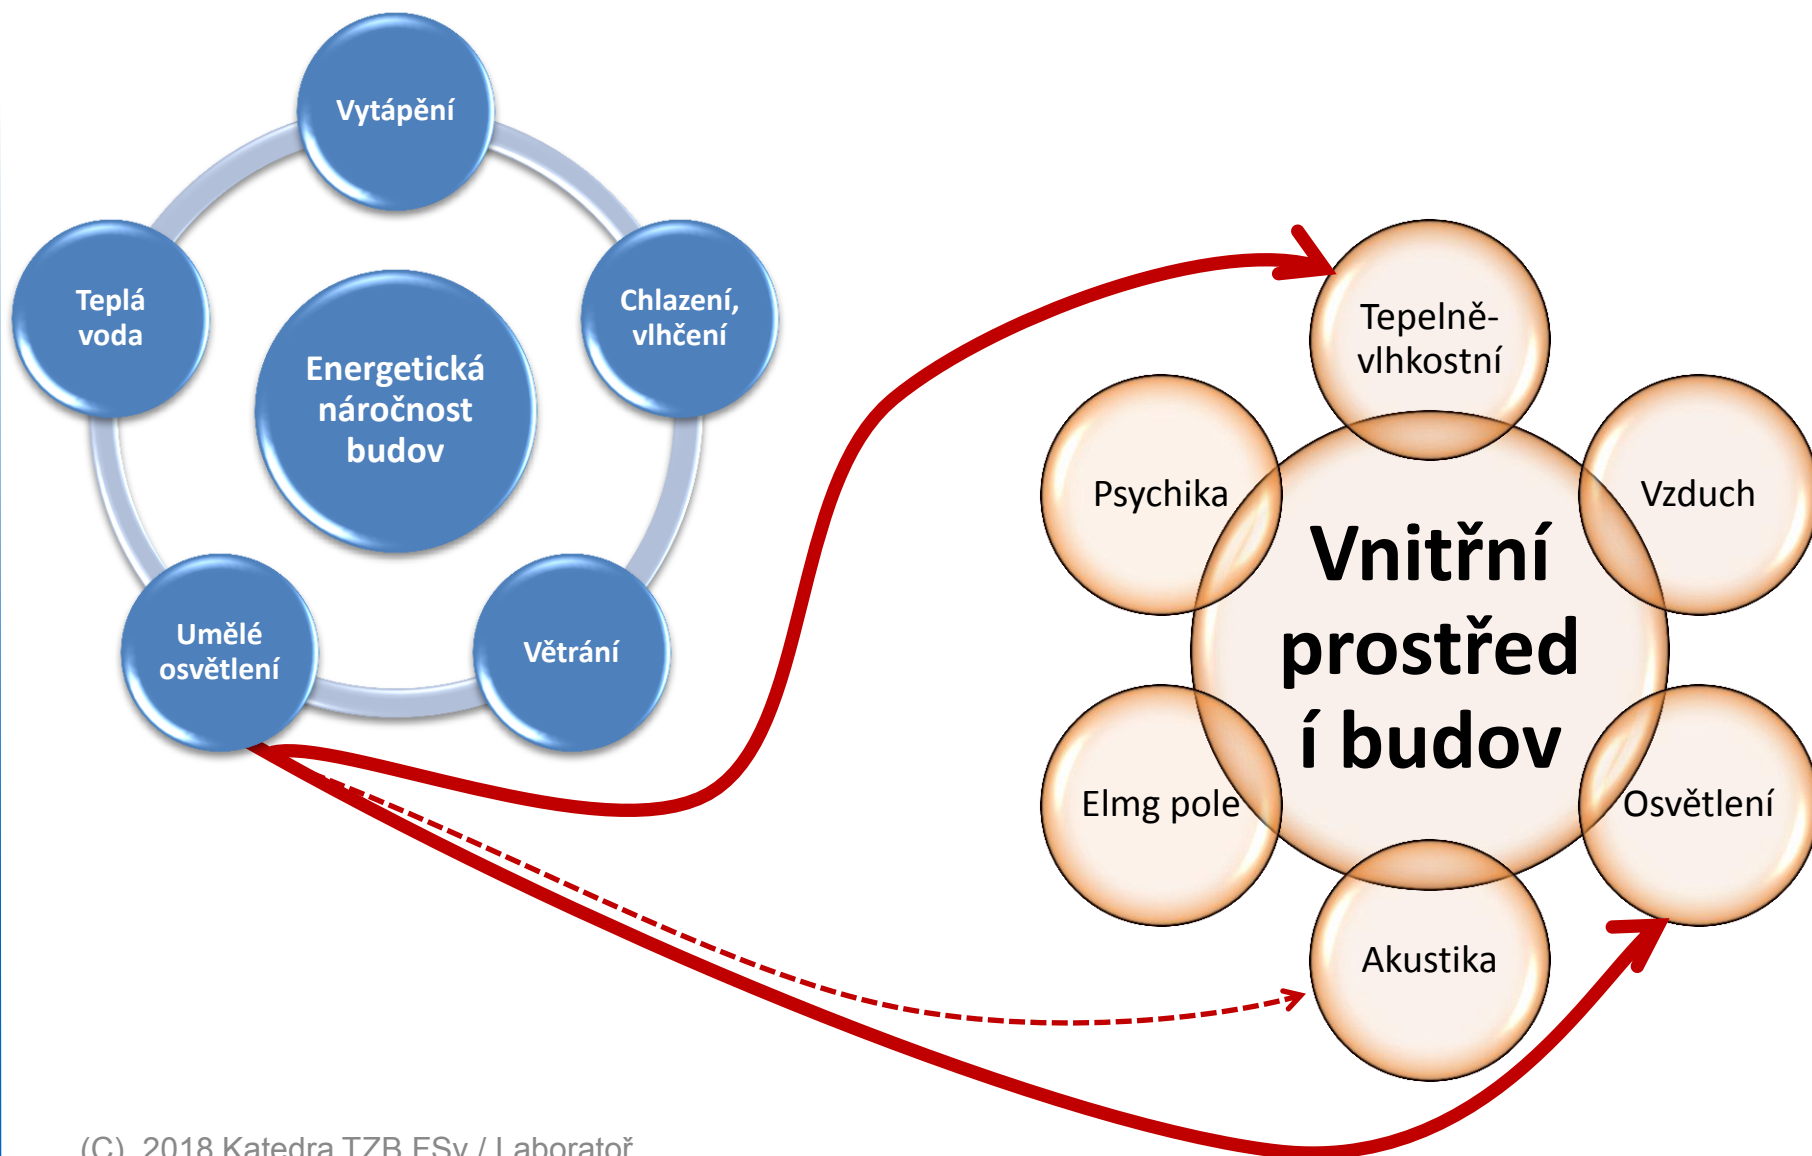 Vytápění
Teplá
voda
Chlazení,
vlhčení
Energetická
náročnost
budov
Umělé
osvětlení
Větrání
Tepelně-
vlhkostní
Psychika
Vzduch
Vnitřní
prostřed
í budov
Elmg pole
Osvětlení
Akustika
(C) 2018 Katedra TZB FSv / Laboratoř